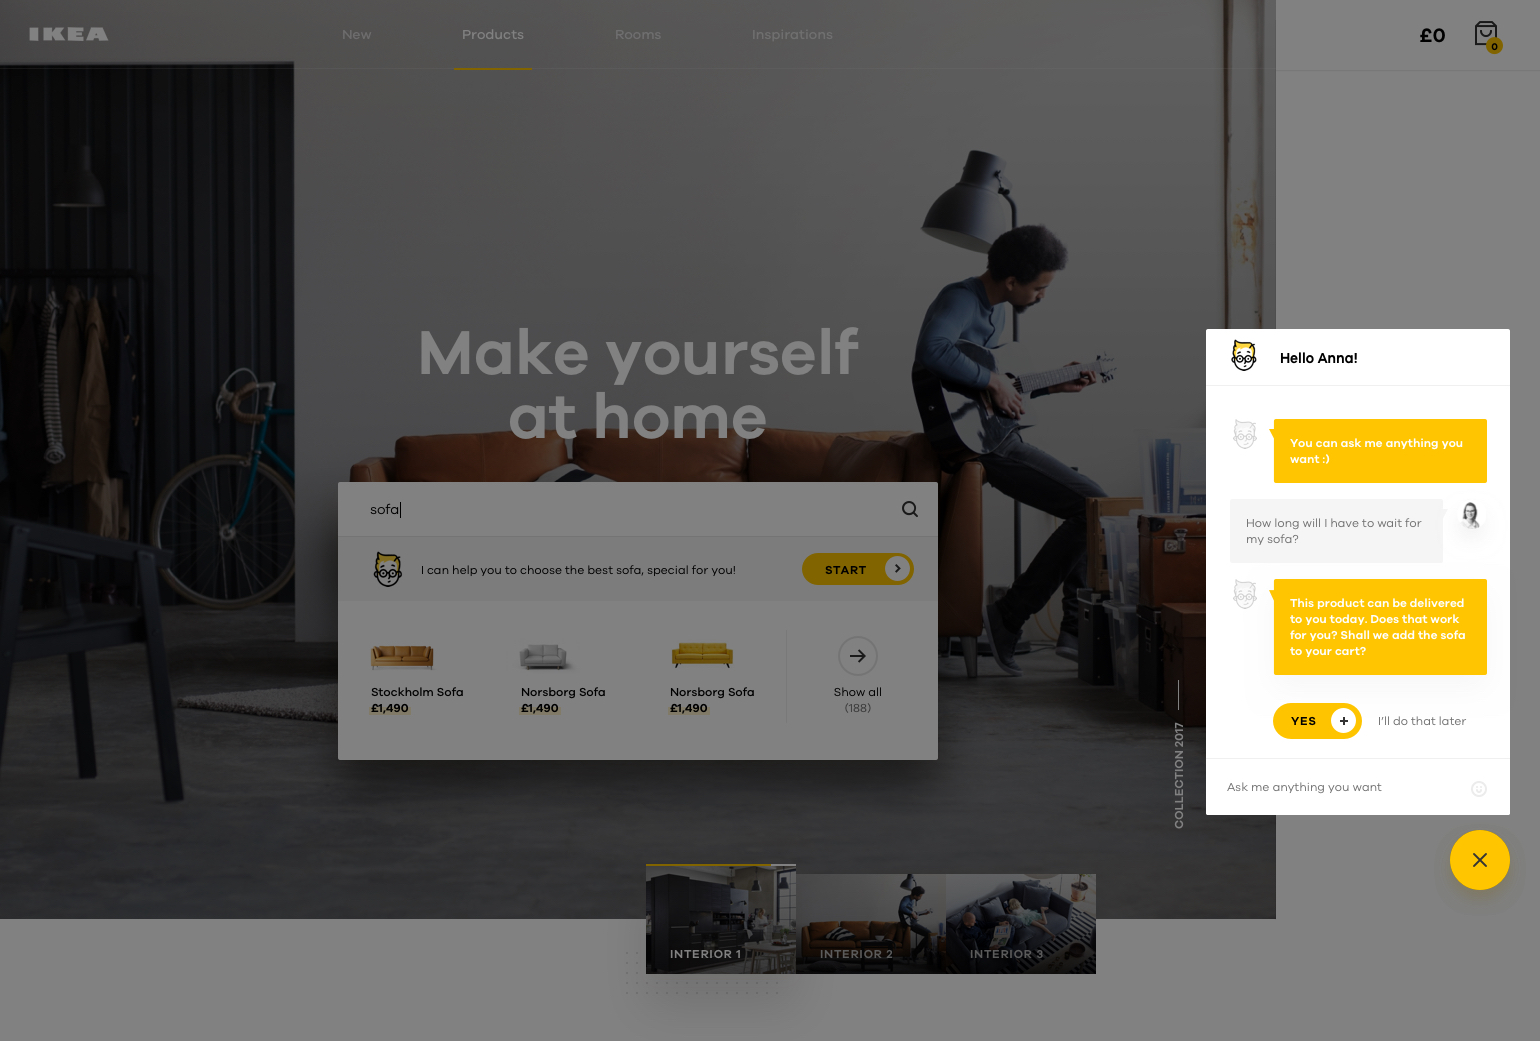 IKEA
New
Products
Rooms
Inspirations
£0
0
Make yourself
at home
sofa
I can help you to choose the best sofa, special for you!
START
Stockholm Sofa
£1,490
Norsborg Sofa
£1,490
Norsborg Sofa
£1,490
Show all
(188)
COLLECTION 2017
INTERIOR 1
INTERIOR 2
INTERIOR 3
Hello Anna!
You can ask me anything you
want :)
How long will I have to wait for
my sofa?
This product can be delivered
to you today. Does that work
for you? Shall we add the sofa
to your cart?
YES
I'll do that later
Ask me anything you want